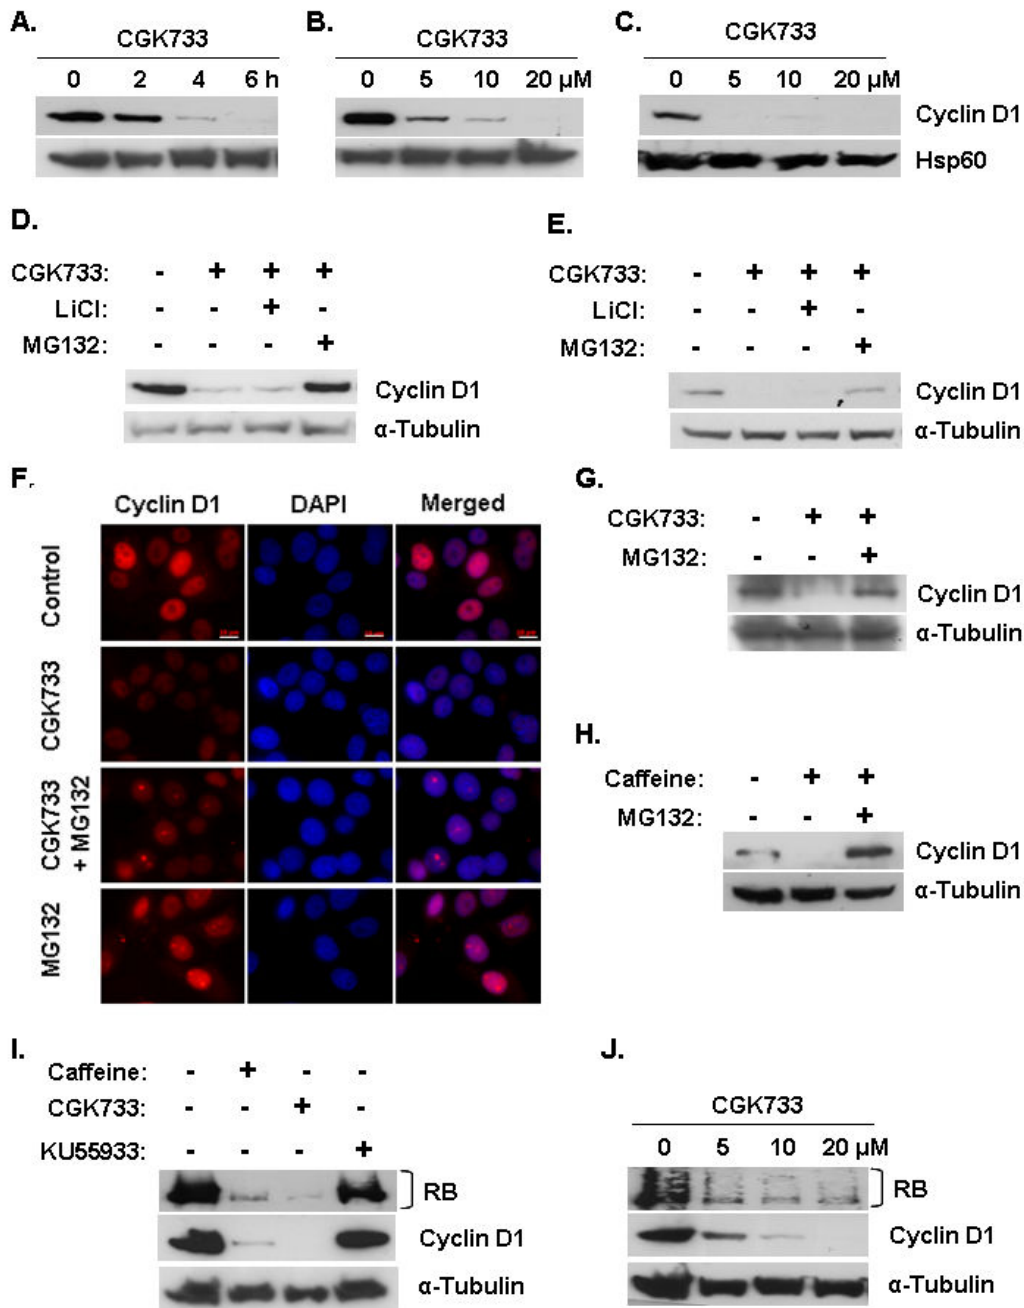 A.
CGK733
0 2 4 6 h
B.
CGK733
0 5 10 20 µM
C.
CGK733
0 5 10 20 µM
Cyclin D1
Hsp60
D.
CGK733: - + + +
LiCl: - - + -
MG132: - - - +
Cyclin D1
α-Tubulin
E.
CGK733: - + + +
LiCl: - - + -
MG132: - - - +
Cyclin D1
α-Tubulin
F.
Cyclin D1 DAPI Merged
Control
CGK733
CGK733
+ MG132
MG132
G.
CGK733: - + +
MG132: - - +
Cyclin D1
α-Tubulin
H.
Caffeine: - + +
MG132: - - +
Cyclin D1
α-Tubulin
I.
Caffeine: - + - -
CGK733: - - + -
KU55933: - - - +
RB
Cyclin D1
α-Tubulin
J.
CGK733
0 5 10 20 µM
RB
Cyclin D1
α-Tubulin